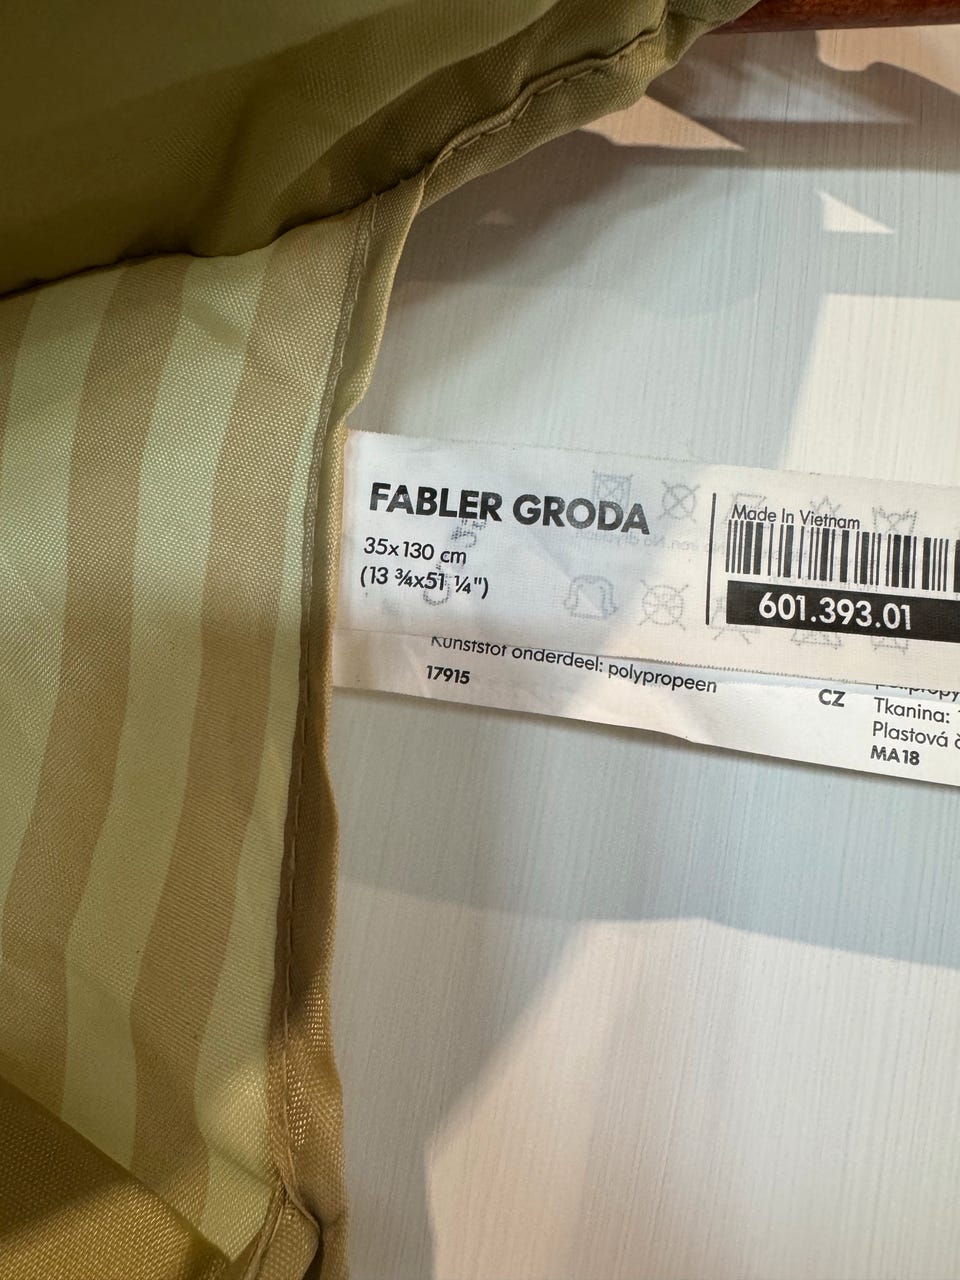 FABLER GRODA
35x130 cm
(13 ¾x51 ¼")
Made In Vietnam
601.393.01
Kunststof onderdeel: polypropeen
17915
CZ
Tkanina:
Plastová
MA18